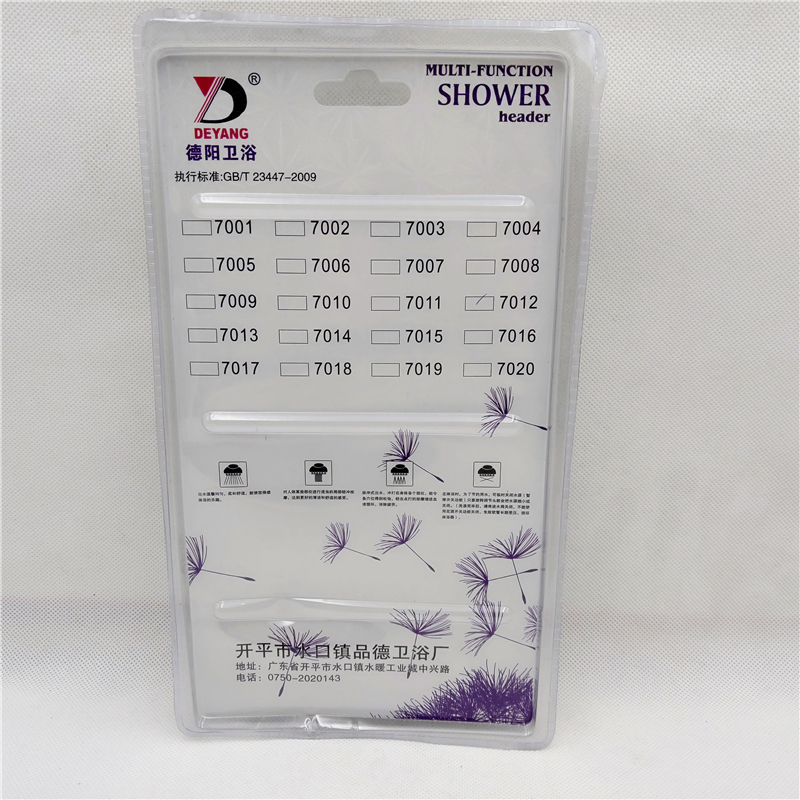 ®
DEYANG
德阳卫浴
执行标准:GB/T 23447-2009
MULTI-FUNCTION
SHOWER
header
7001 7002 7003 7004
7005 7006 7007 7008
7009 7010 7011 7012
7013 7014 7015 7016
7017 7018 7019 7020
开平市水口镇品德卫浴厂
地址：广东省开平市水口镇水暖工业城中兴路
电话：0750-2020143